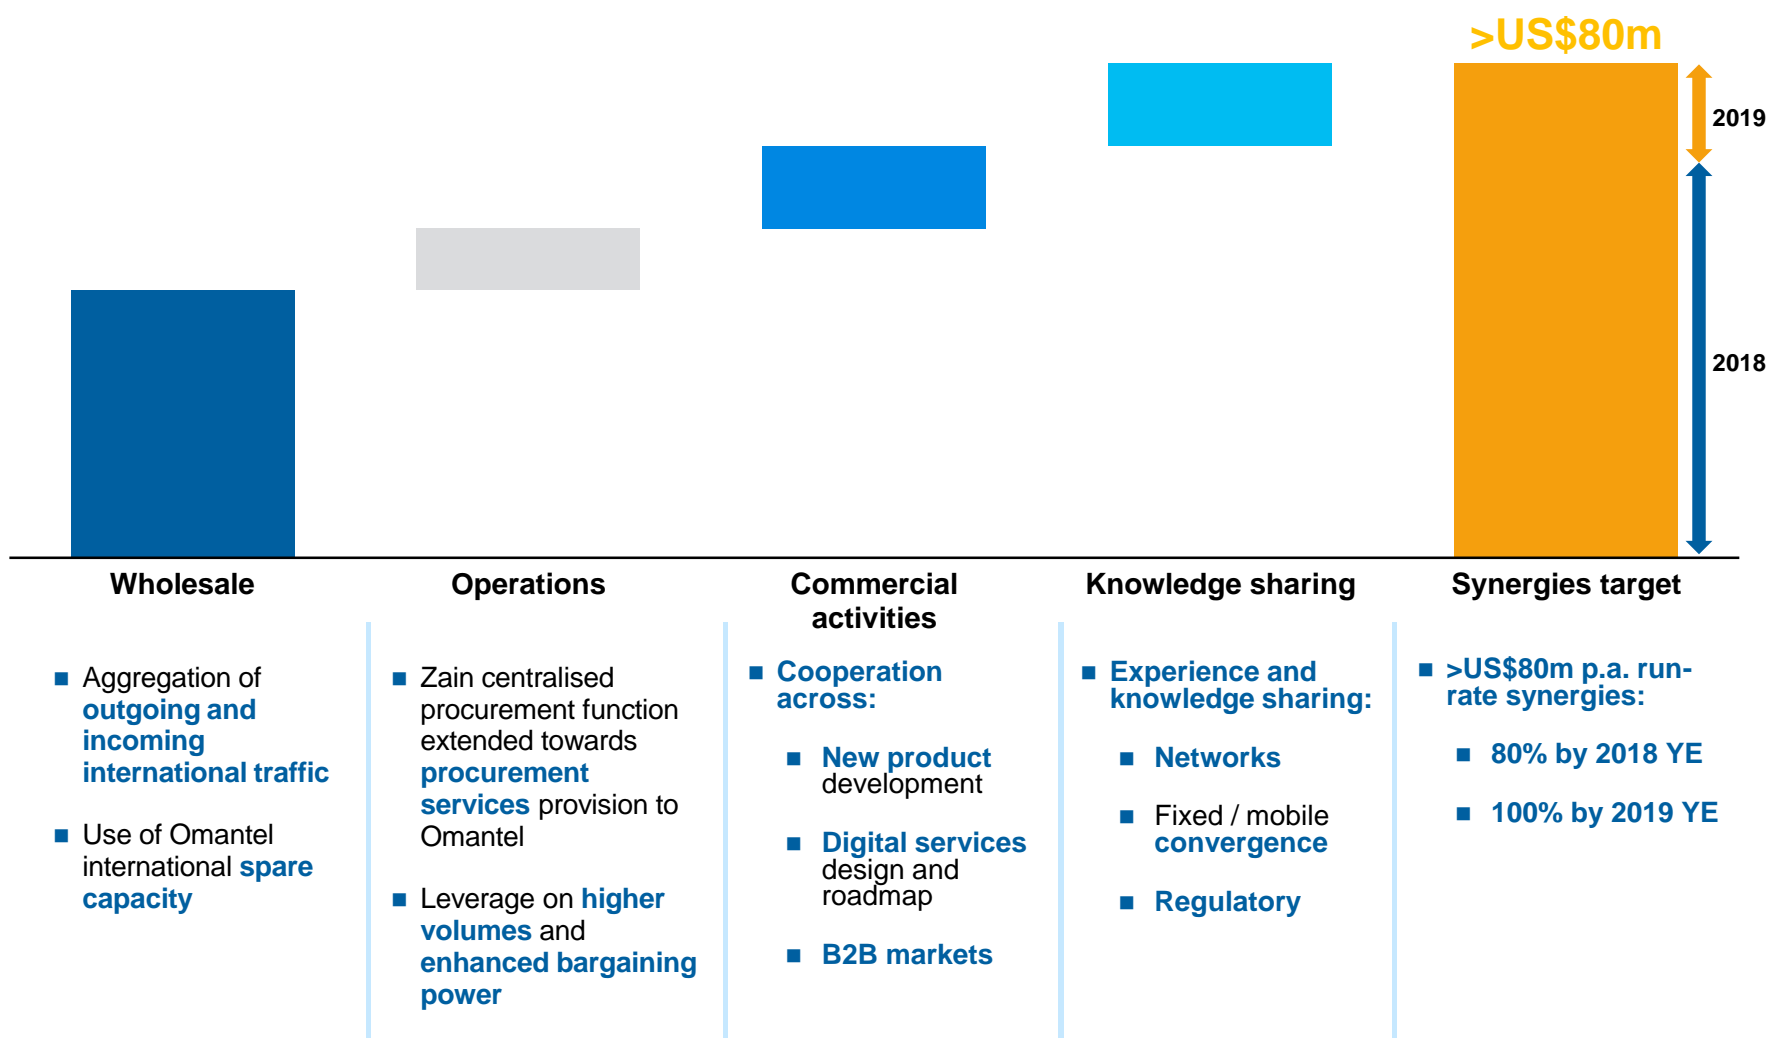 >US$80m
2019
2018
Wholesale
Operations
Commercial
activities
Knowledge sharing
Synergies target
■ Aggregation of
outgoing and
incoming
international traffic
■ Use of Omantel
international spare
capacity
■ Zain centralised
procurement function
extended towards
procurement
services provision to
Omantel
■ Leverage on higher
volumes and
enhanced bargaining
power
■ Cooperation
across:
■ New product
development
■ Digital services
design and
roadmap
■ B2B markets
■ Experience and
knowledge sharing:
■ Networks
■ Fixed / mobile
convergence
■ Regulatory
■ >US$80m p.a. run-
rate synergies:
■ 80% by 2018 YE
■ 100% by 2019 YE